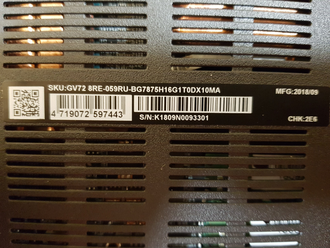 SKU:GV72 8RE-059RU-BG7875H16G1T0DX10MA
MFG:2018/09
4 719072 597443
S/N:K1809N0093301
CHK:2E6